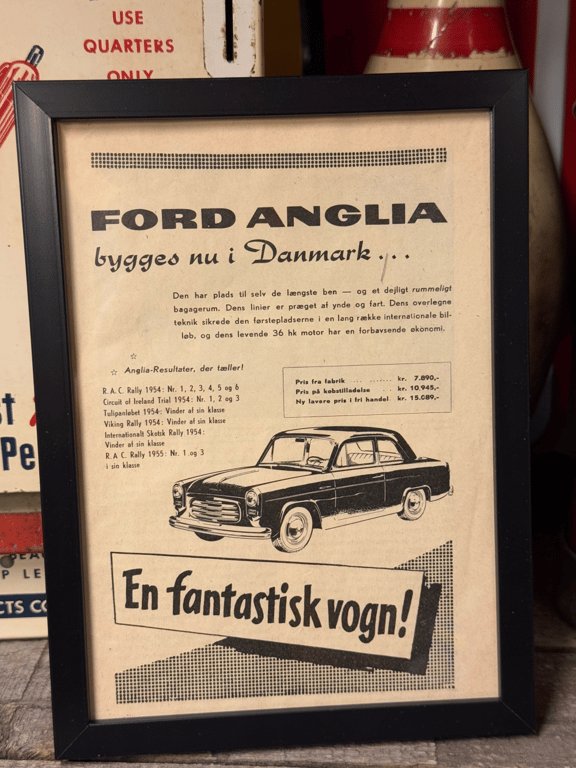 USE
QUARTERS
ONLY
FORD ANGLIA
bygges nu i Danmark...
Den har plads til selv de længste ben — og et dejligt rummeligt
bagagerum. Dens linier er præget af ynde og fart. Dens overlegne
teknik sikrede den førstepladserne i en lang række internationale bil-
løb, og dens levende 36 hk motor har en forbavsende økonomi.
Anglia-Resultater, der tæller!
R.A.C. Rally 1954: Nr. 1, 2, 3, 4, 5 og 6
Circuit of Ireland Trial 1954: Nr. 1, 2 og 3
Tulipanløbet 1954: Vinder af sin klasse
Viking Rally 1954: Vinder af sin klasse
Internationalt Skotsk Rally 1954:
Vinder af sin klasse
R.A.C. Rally 1955: Nr. 1 og 3
i sin klasse
Pris fra fabrik ........ kr. 7.890,-
Pris på købstilladelse ... kr. 10.945,-
Ny lavere pris i fri handel . kr. 15.089,-
En fantastisk vogn!